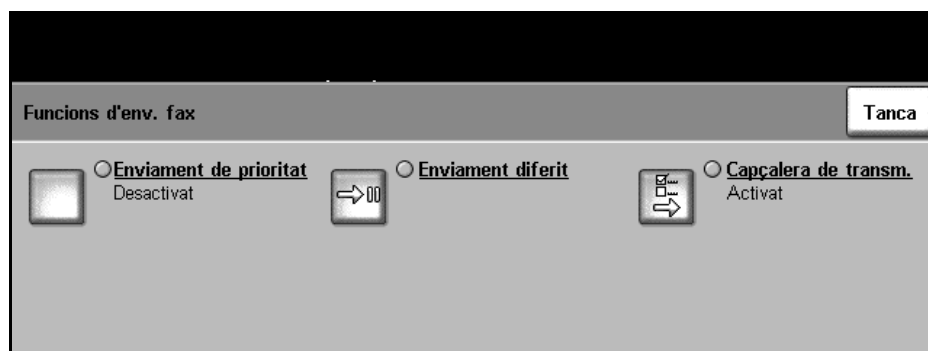 Funcions d'env. fax
Tanca
Enviament de prioritat
Desactivat
Enviament diferit
Capçalera de transm.
Activat